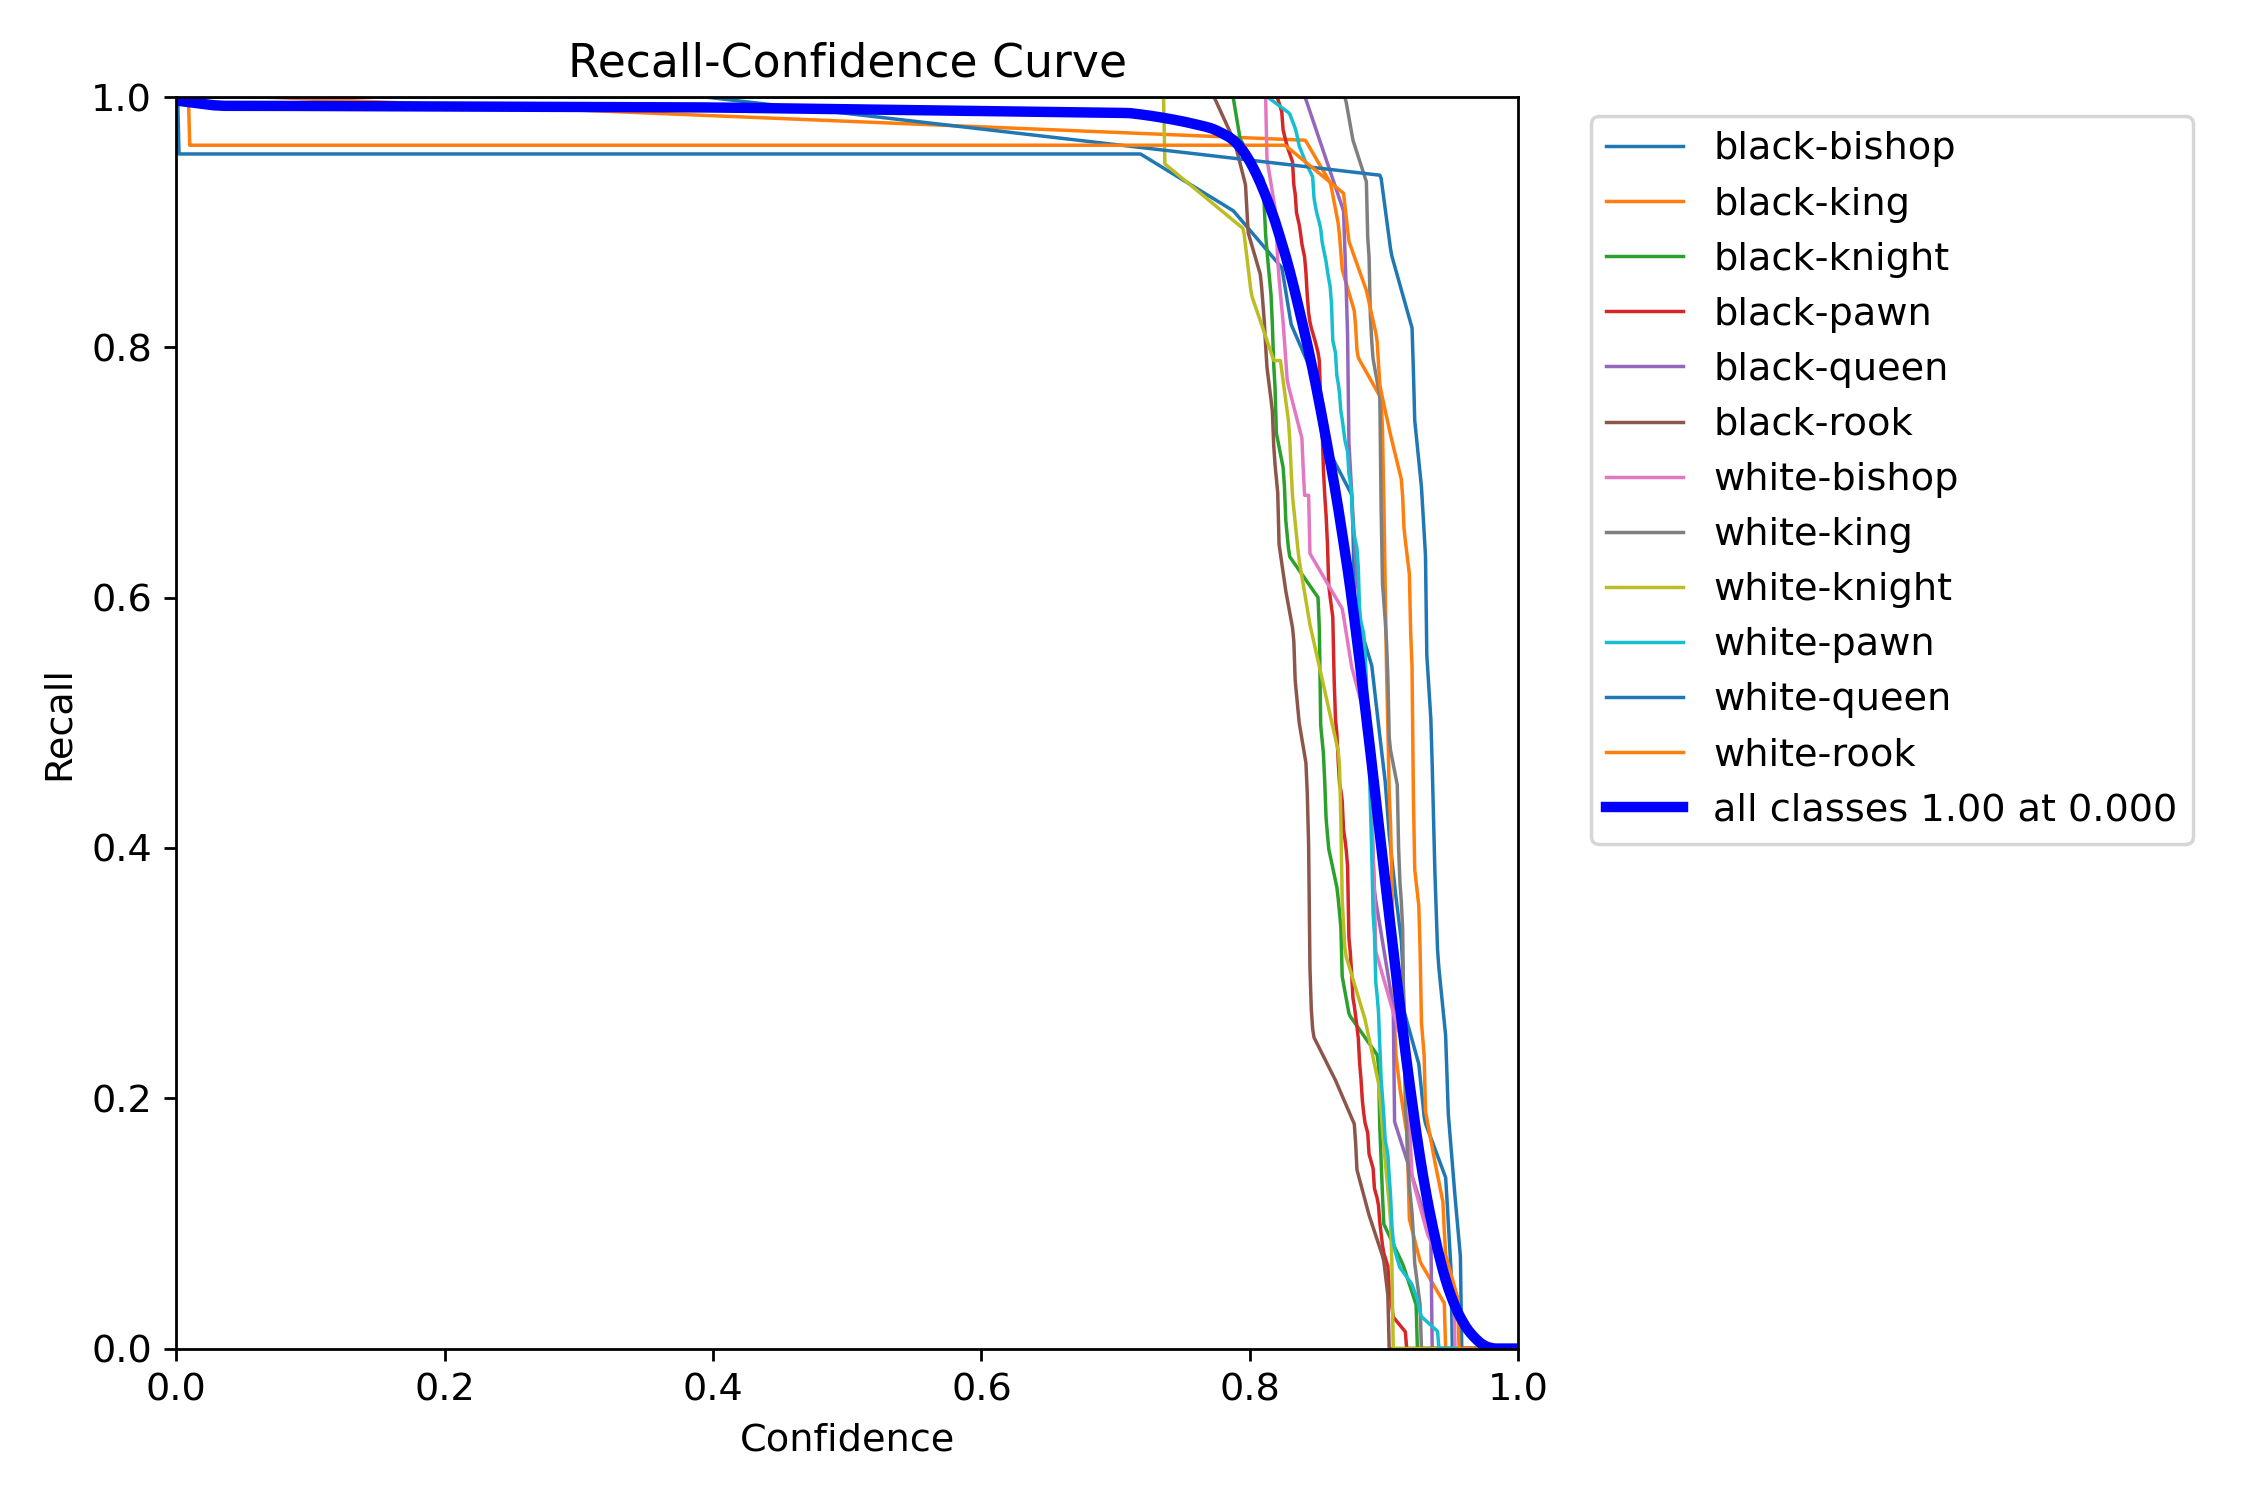 Recall-Confidence Curve
1.0
0.8
0.6
0.4
0.2
0.0
Recall
0.0 0.2 0.4 0.6 0.8 1.0
Confidence
black-bishop
black-king
black-knight
black-pawn
black-queen
black-rook
white-bishop
white-king
white-knight
white-pawn
white-queen
white-rook
all classes 1.00 at 0.000